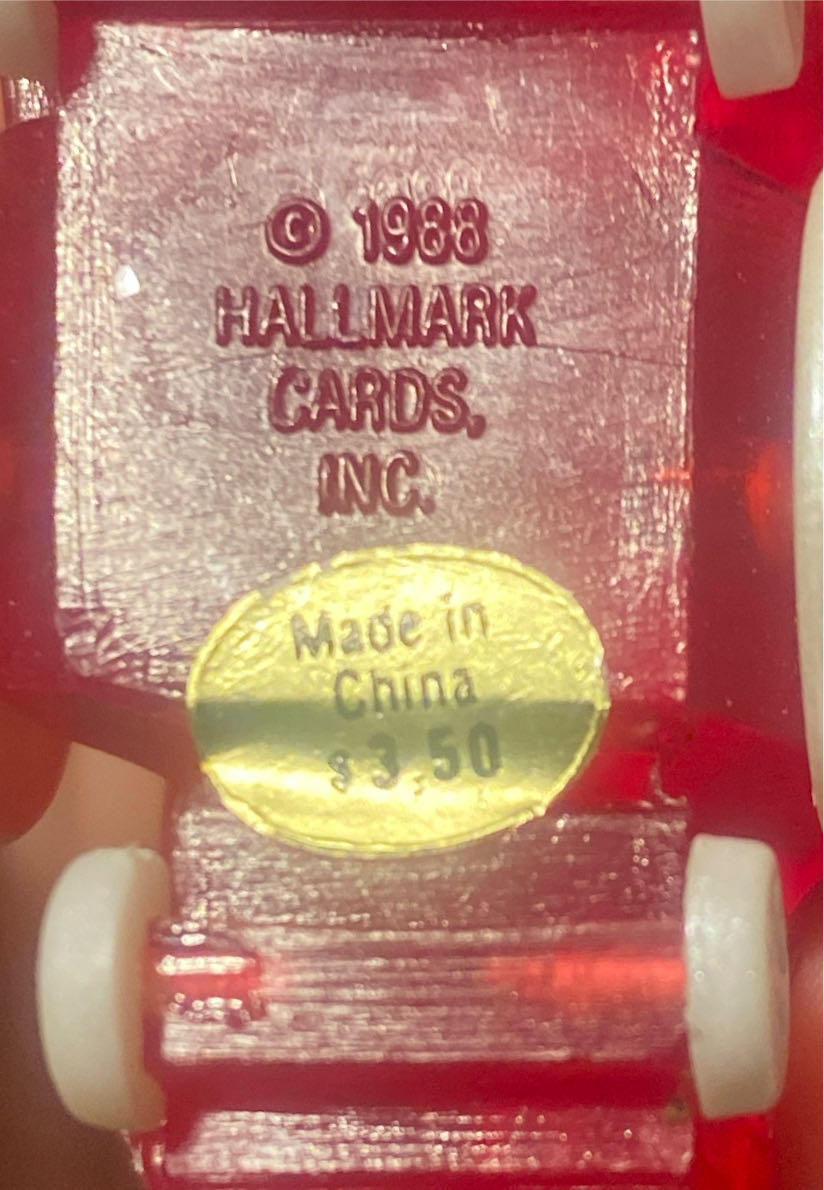 © 1988
HALLMARK
CARDS,
INC.
Made in
China
$3.50